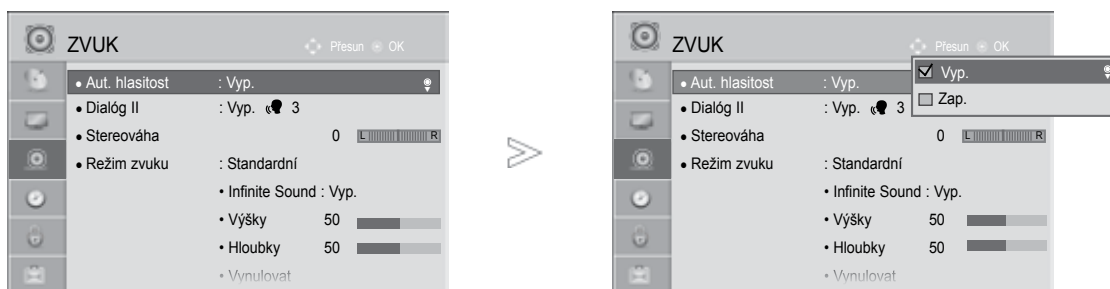 ZVUK
Přesun OK
• Aut. hlasitost : Vyp.
• Dialóg II : Vyp. 3
• Stereováha 0 L R
• Režim zvuku : Standardní
• Infinite Sound : Vyp.
• Výšky 50
• Hloubky 50
• Vynulovat
ZVUK
Přesun OK
• Aut. hlasitost : Vyp.
Vyp.
Zap.
• Dialóg II : Vyp. 3
• Stereováha 0 L R
• Režim zvuku : Standardní
• Infinite Sound : Vyp.
• Výšky 50
• Hloubky 50
• Vynulovat